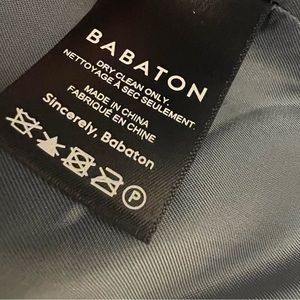 BABATON
DRY CLEAN ONLY.
NETTOYAGE À SEC SEULEMENT.
MADE IN CHINA
FABRIQUÉ EN CHINE
Sincerely, Babaton
P